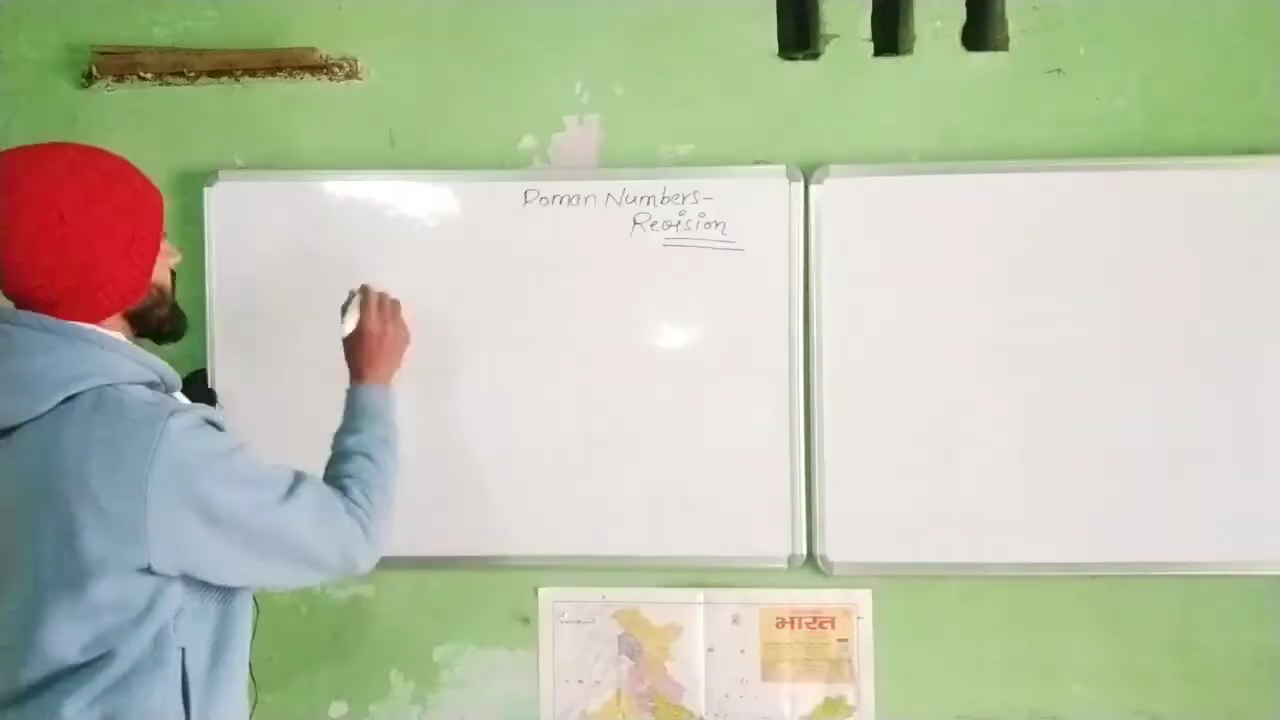 Roman Numbers-
Revision
भारत